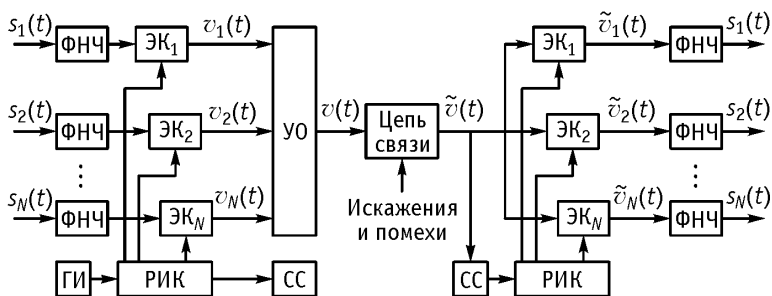 s₁(t) ФНЧ ЭК₁ v₁(t) ЭК₁ ṽ₁(t) ФНЧ s₁(t)
s₂(t) ФНЧ ЭК₂ v₂(t) УО v(t) Цепь связи ṽ(t) ЭК₂ ṽ₂(t) ФНЧ s₂(t)
⋮ ⋮
sN(t) ФНЧ ЭКN vN(t) Искажения и помехи ЭКN ṽN(t) ФНЧ sN(t)
ГИ РИК СС СС РИК